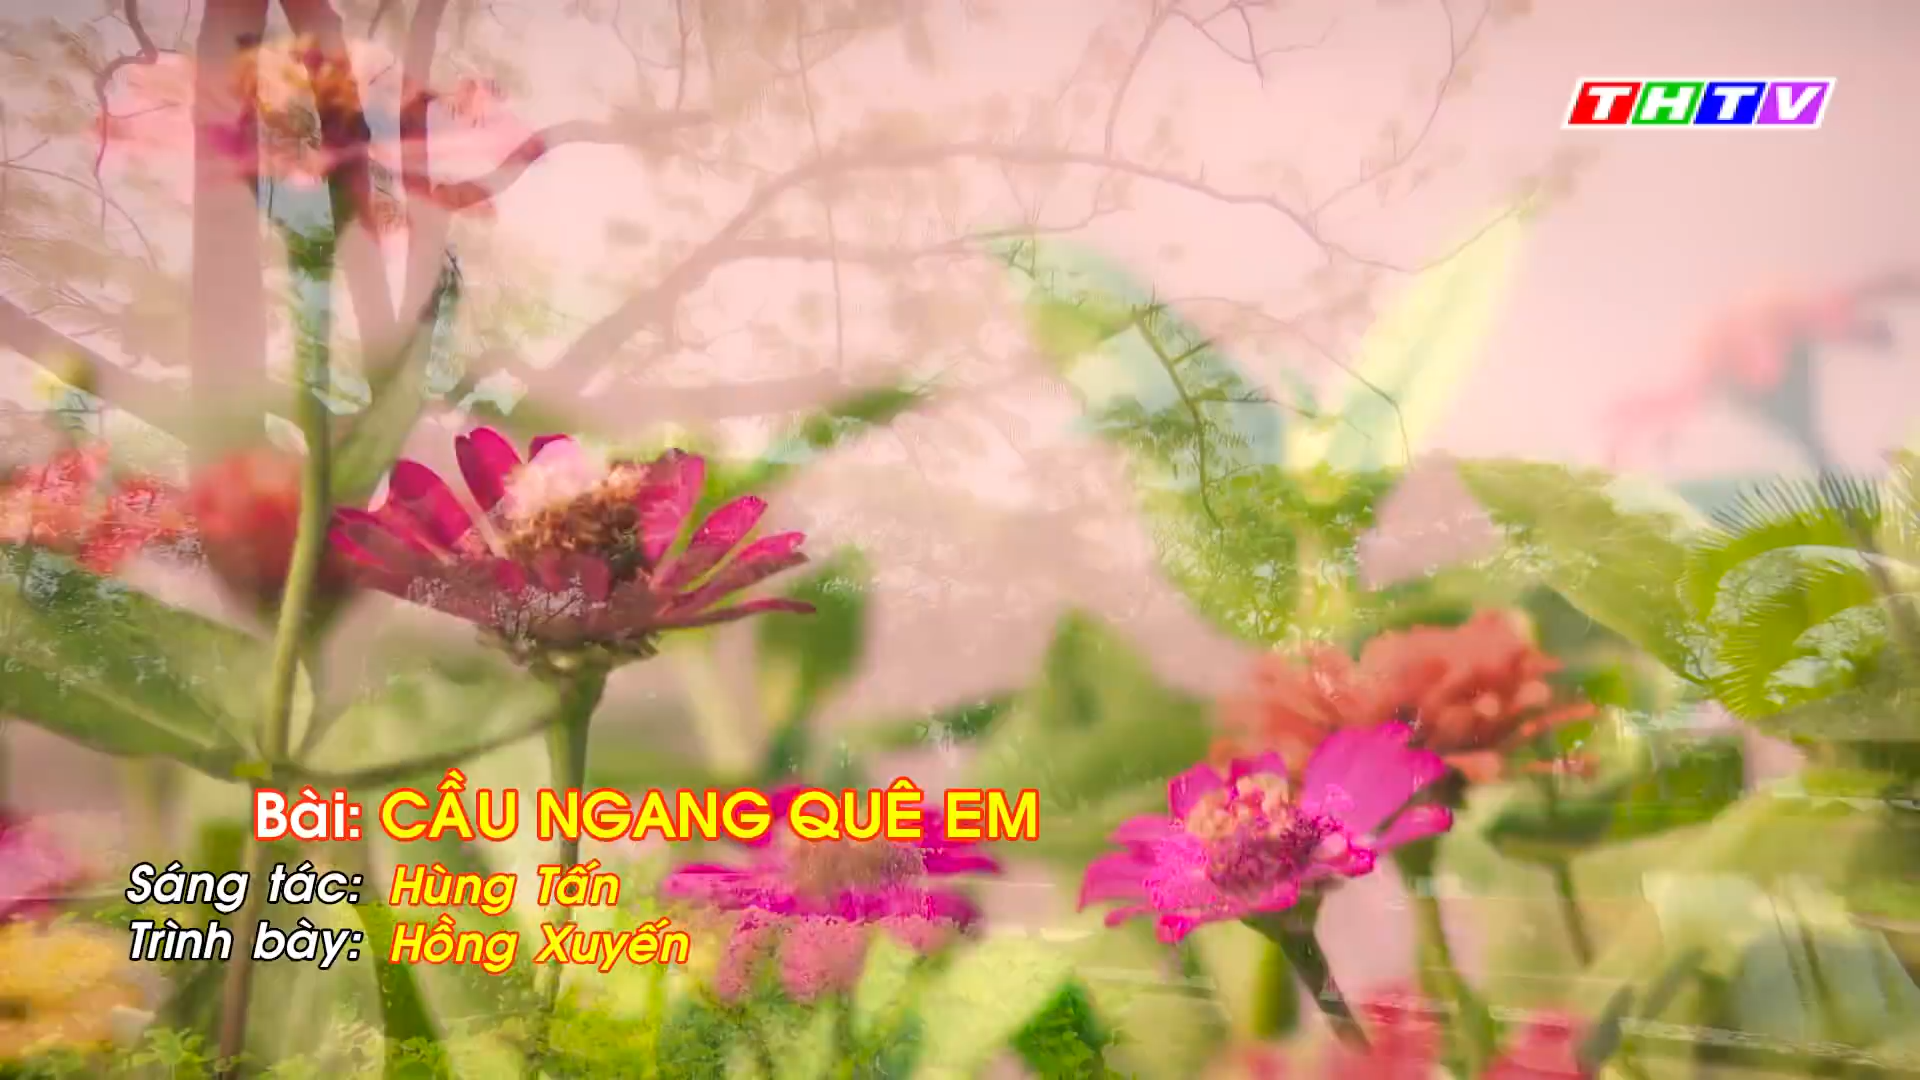 THTV
Bài: CẦU NGANG QUÊ EM
Sáng tác: Hùng Tấn
Trình bày: Hồng Xuyến